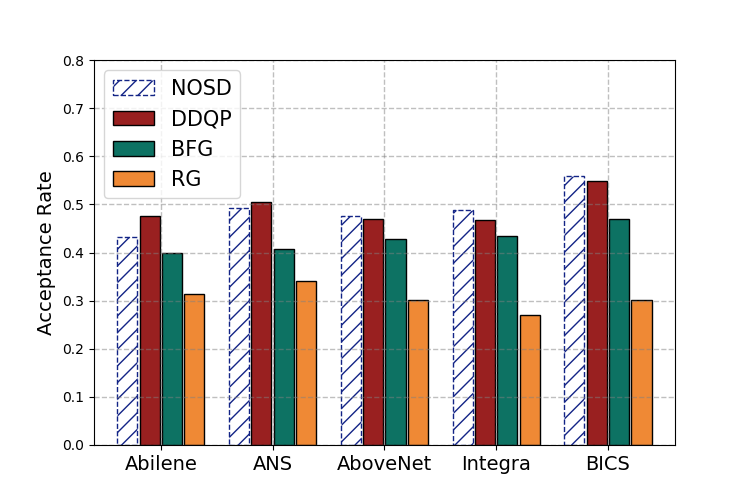 0.8
0.7
0.6
0.5
0.4
0.3
0.2
0.1
0.0
Acceptance Rate
NOSD
DDQP
BFG
RG
Abilene ANS AboveNet Integra BICS